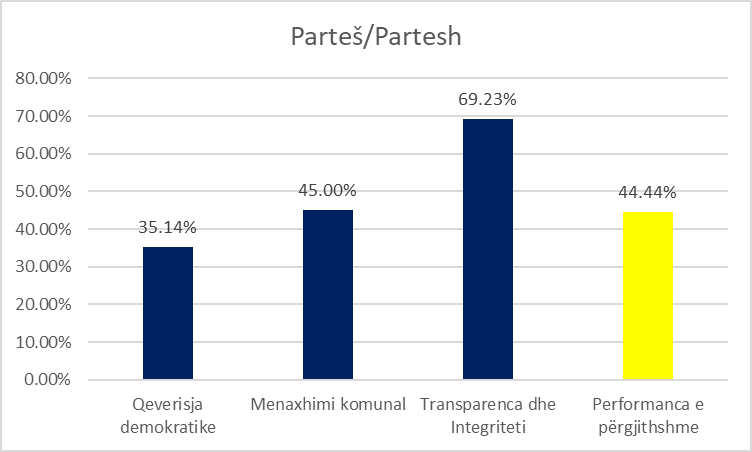 Parteš/Partesh
80.00%
70.00%
60.00%
50.00%
40.00%
30.00%
20.00%
10.00%
0.00%
35.14%
45.00%
69.23%
44.44%
Qeverisja
demokratike
Menaxhimi komunal
Transparenca dhe
Integriteti
Performanca e
përgjithshme